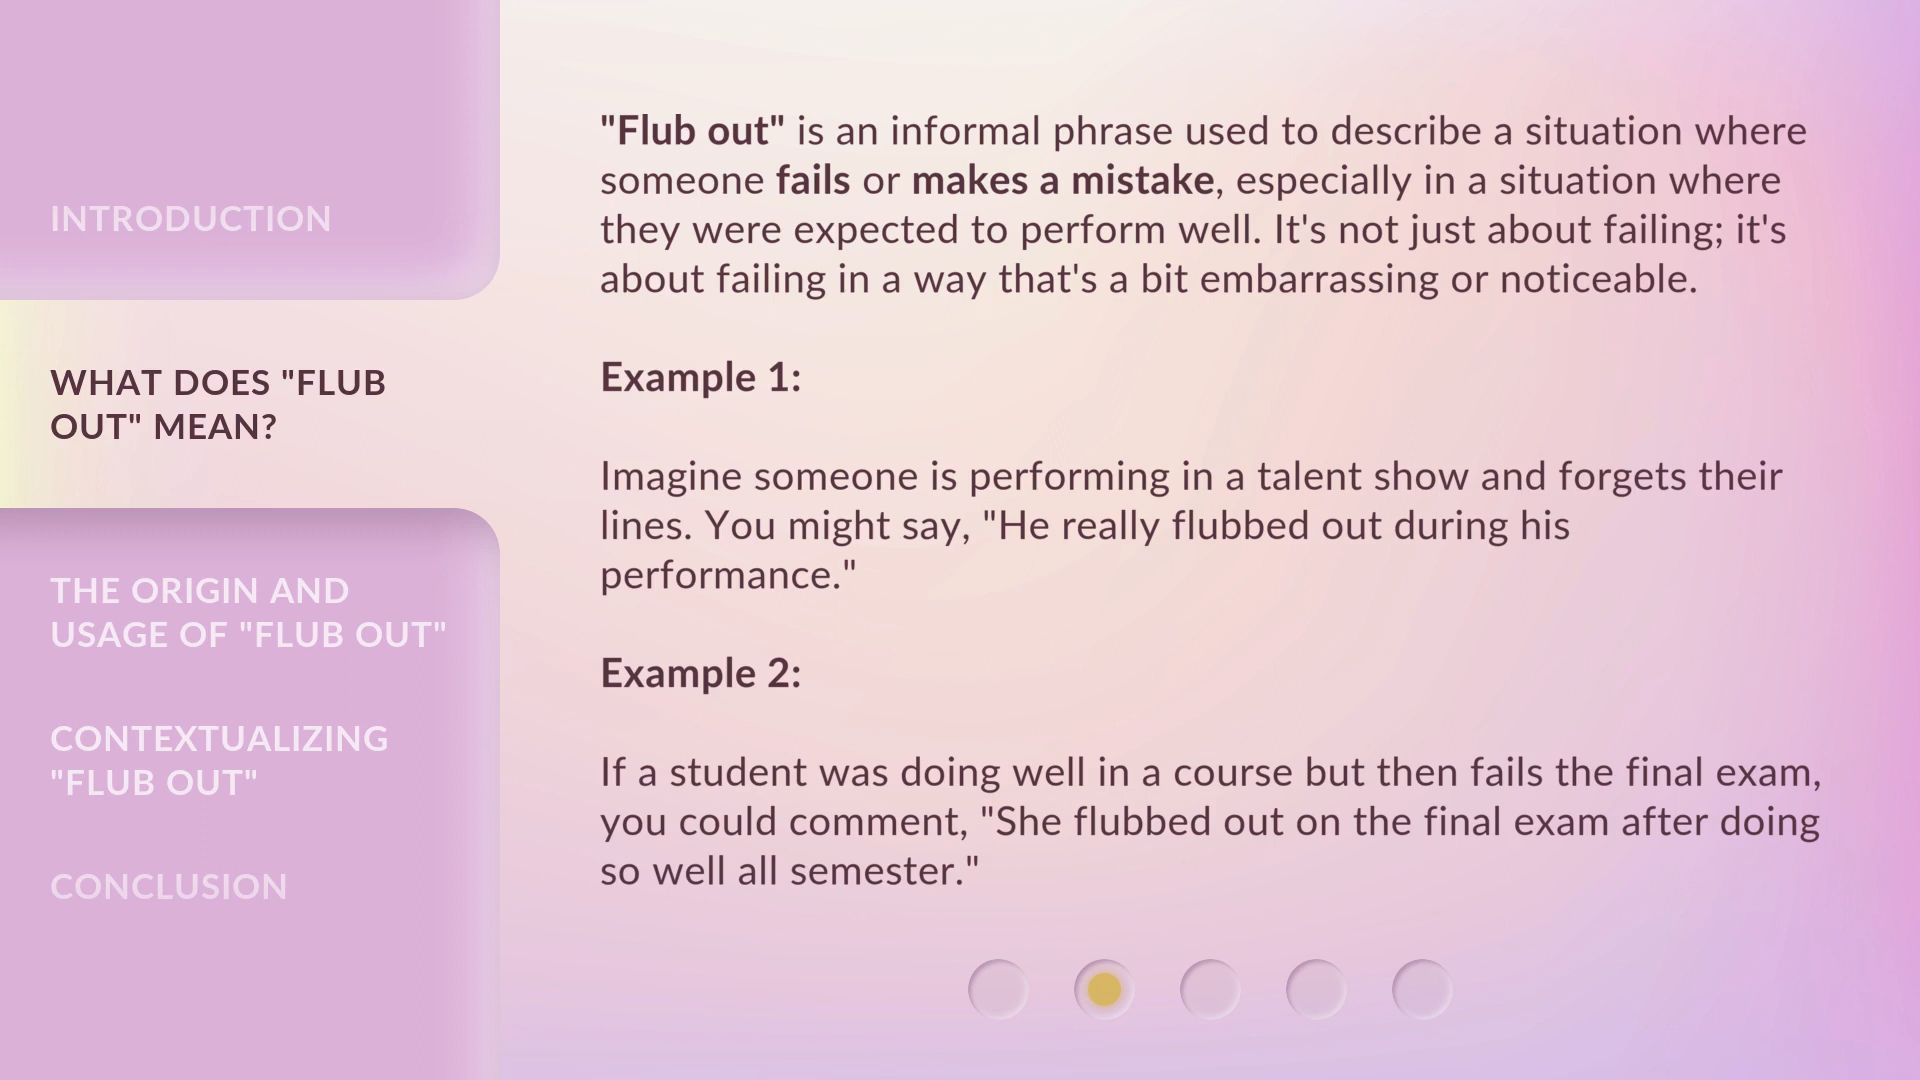 INTRODUCTION
WHAT DOES "FLUB
OUT" MEAN?
THE ORIGIN AND
USAGE OF "FLUB OUT"
CONTEXTUALIZING
"FLUB OUT"
CONCLUSION
"Flub out" is an informal phrase used to describe a situation where
someone fails or makes a mistake, especially in a situation where
they were expected to perform well. It's not just about failing; it's
about failing in a way that's a bit embarrassing or noticeable.
Example 1:
Imagine someone is performing in a talent show and forgets their
lines. You might say, "He really flubbed out during his
performance."
Example 2:
If a student was doing well in a course but then fails the final exam,
you could comment, "She flubbed out on the final exam after doing
so well all semester."